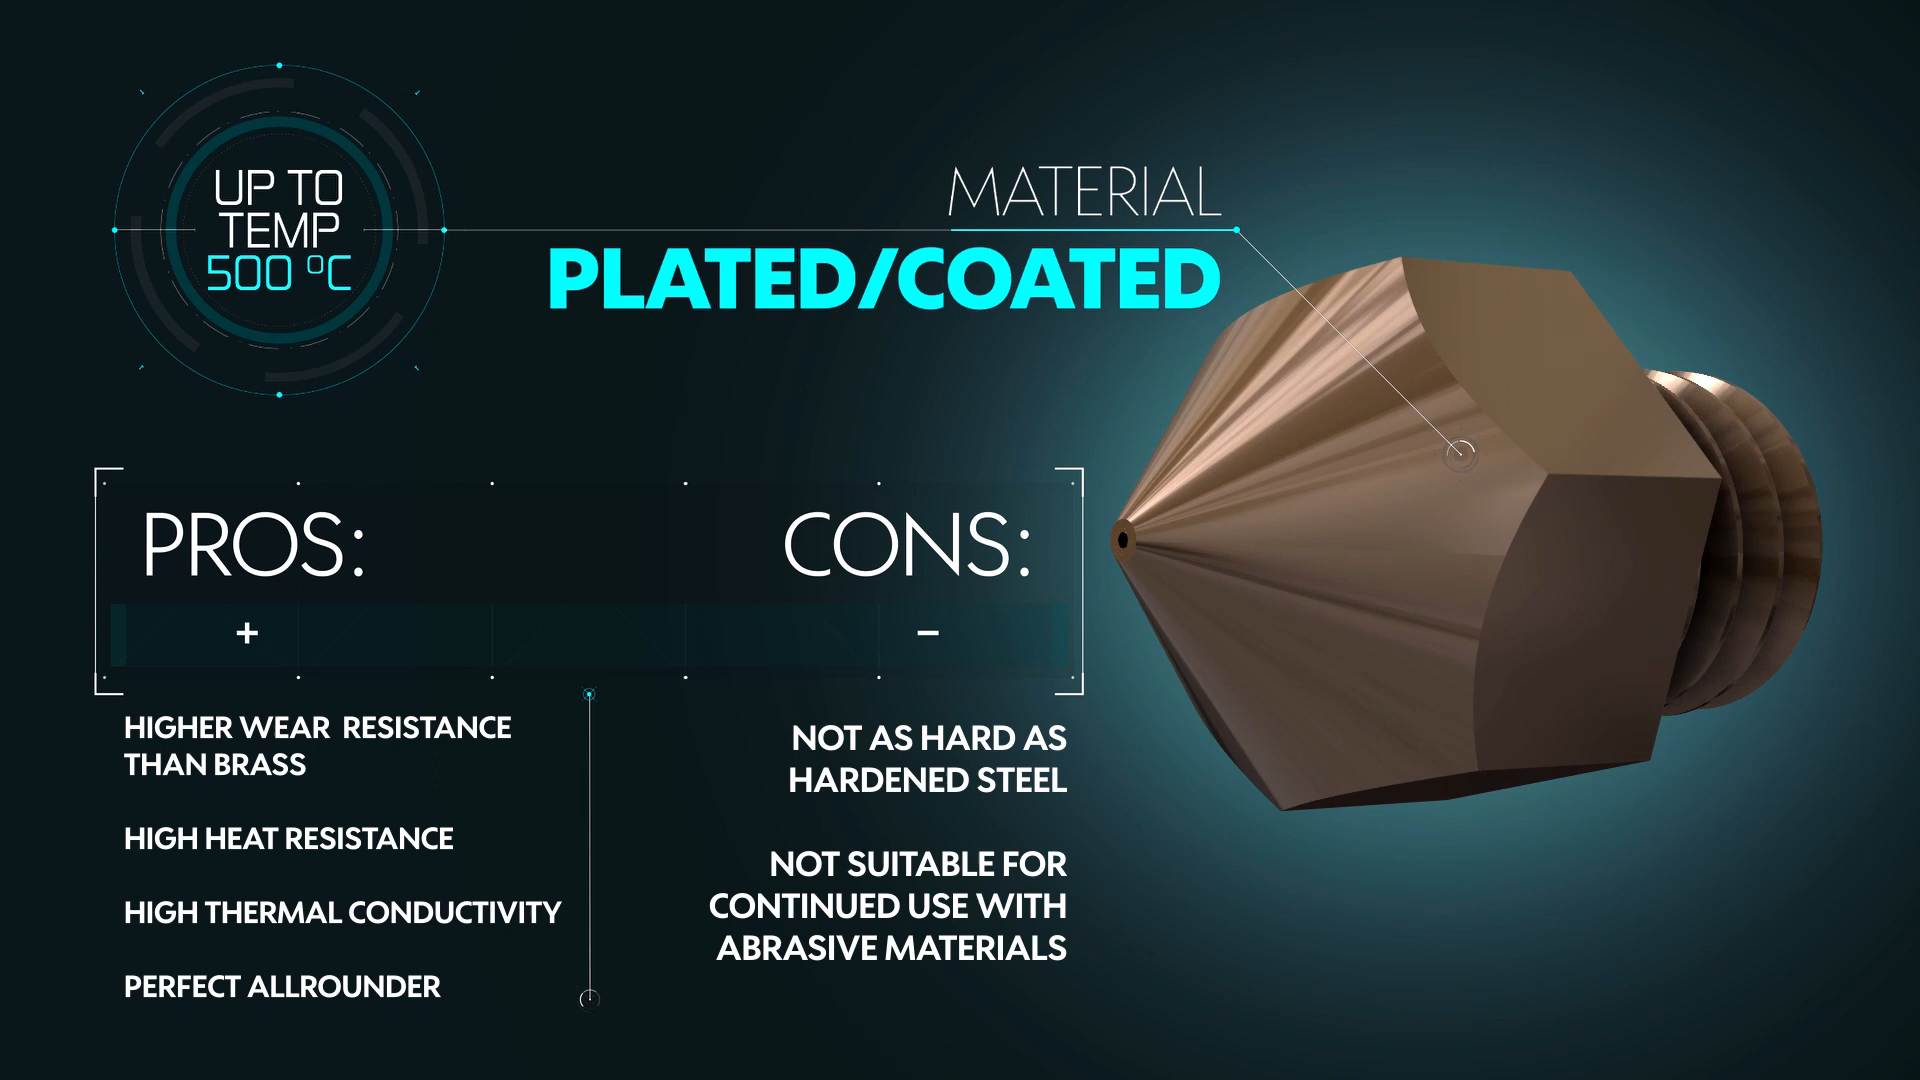 UP TO
TEMP
500 °C
MATERIAL
PLATED/COATED
PROS:
+
HIGHER WEAR  RESISTANCE
THAN BRASS
HIGH HEAT RESISTANCE
HIGH THERMAL CONDUCTIVITY
PERFECT ALLROUNDER
CONS:
–
NOT AS HARD AS
HARDENED STEEL
NOT SUITABLE FOR
CONTINUED USE WITH
ABRASIVE MATERIALS